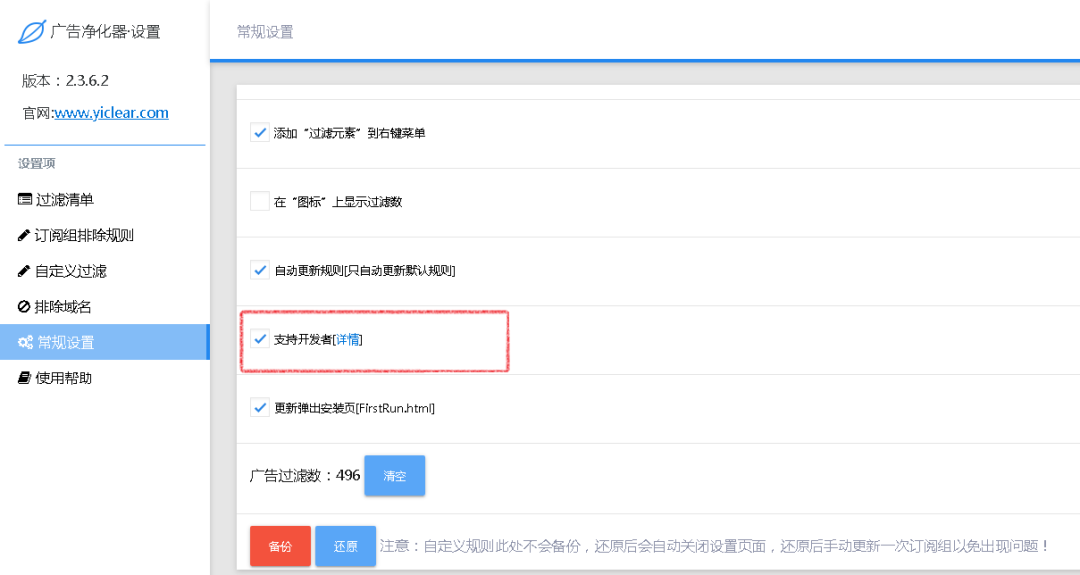 广告净化器·设置
版本：2.3.6.2
官网:www.yiclear.com
设置项
过滤清单
订阅组排除规则
自定义过滤
排除域名
常规设置
使用帮助
常规设置
添加“过滤元素”到右键菜单
在“图标”上显示过滤数
自动更新规则[只自动更新默认规则]
支持开发者[详情]
更新弹出安装页[FirstRun.html]
广告过滤数：496 清空
备份 还原 注意：自定义规则此处不会备份，还原后会自动关闭设置页面，还原后手动更新一次订阅组以免出现问题！